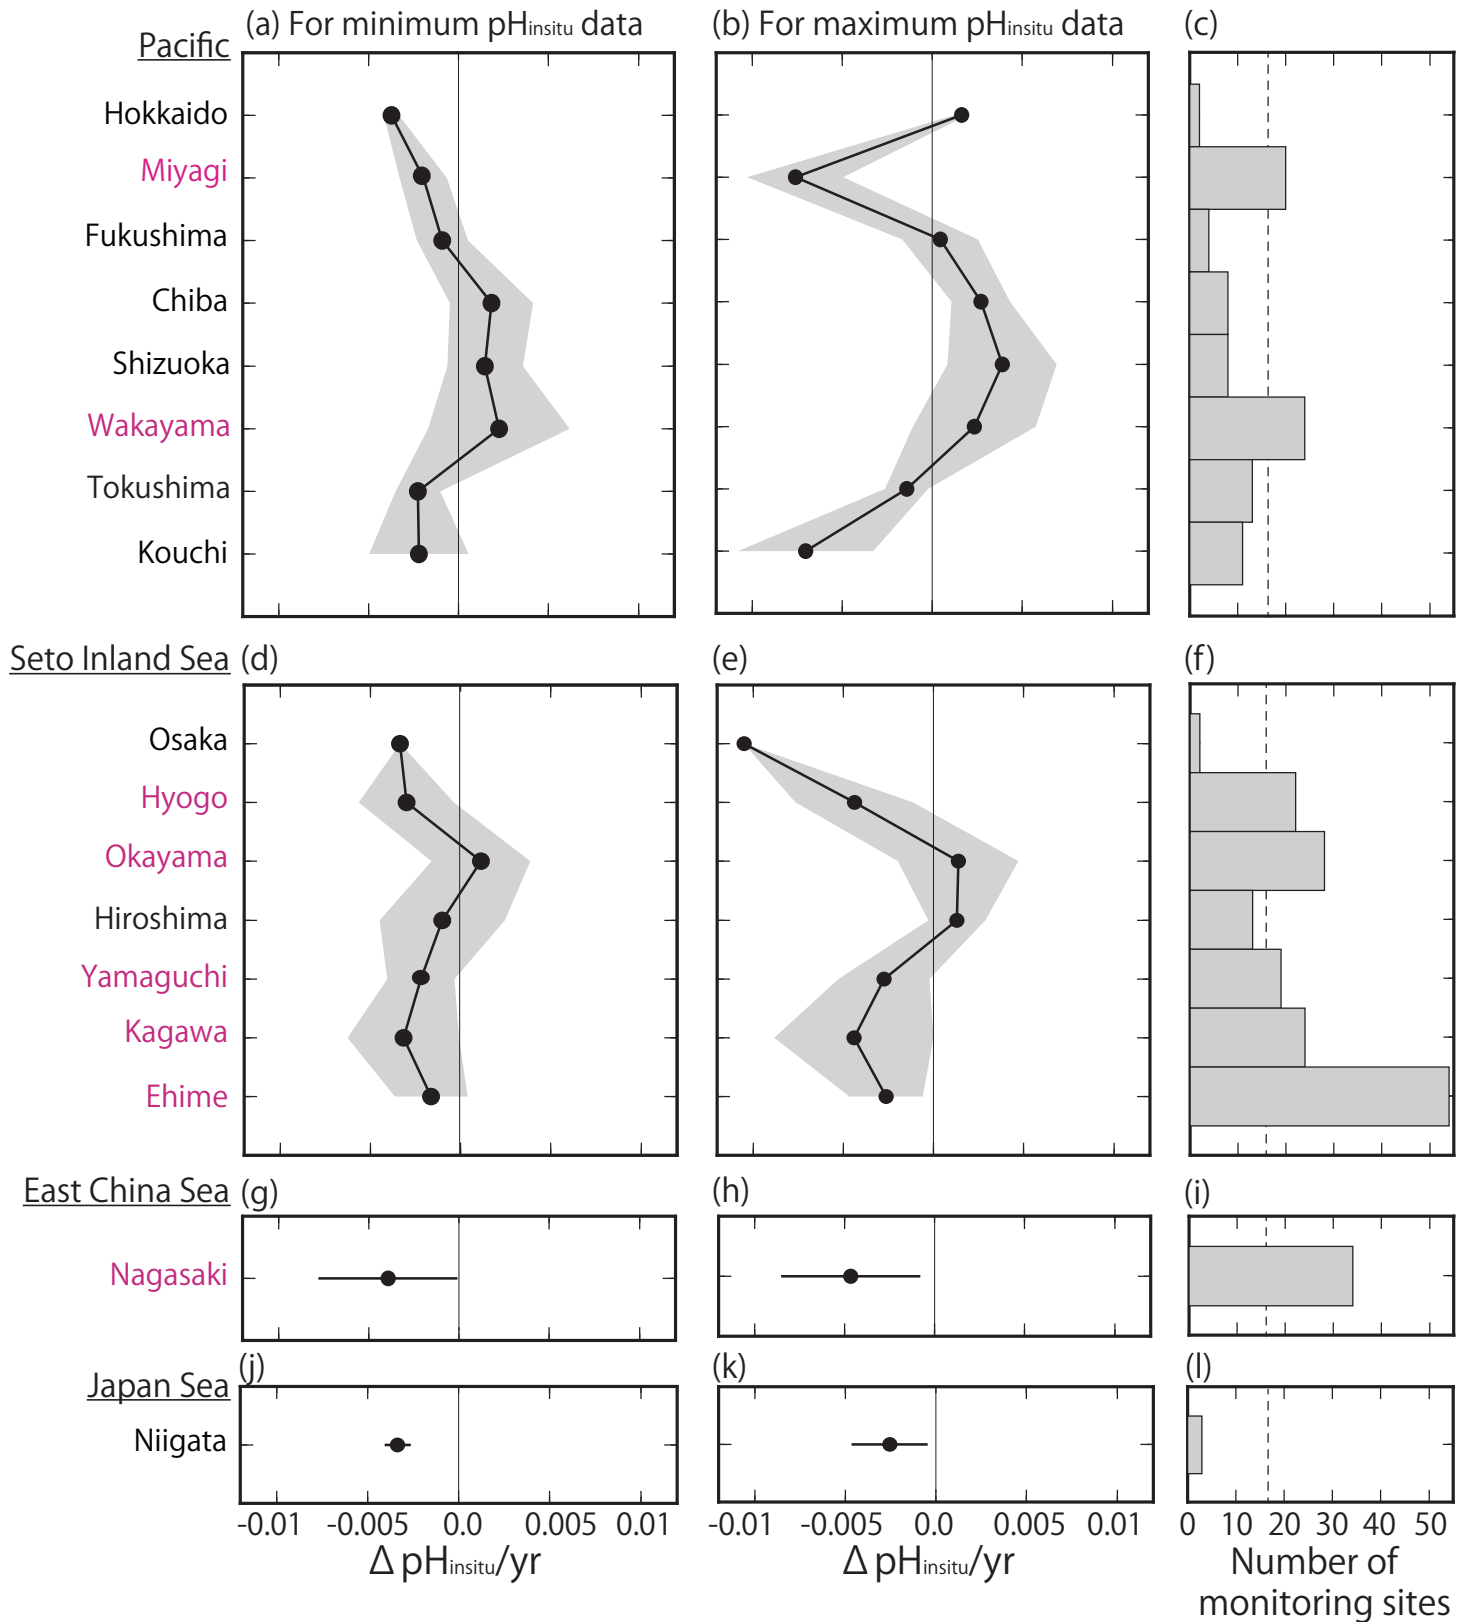 (a) For minimum pHinsitu data
(b) For maximum pHinsitu data
(c)
Pacific
Hokkaido
Miyagi
Fukushima
Chiba
Shizuoka
Wakayama
Tokushima
Kouchi
Seto Inland Sea
(d)
(e)
(f)
Osaka
Hyogo
Okayama
Hiroshima
Yamaguchi
Kagawa
Ehime
East China Sea
(g)
(h)
(i)
Nagasaki
Japan Sea
(j)
(k)
(l)
Niigata
-0.01 -0.005 0.0 0.005 0.01
-0.01 -0.005 0.0 0.005 0.01
0 10 20 30 40 50
Δ pHinsitu/yr
Δ pHinsitu/yr
Number of
monitoring sites